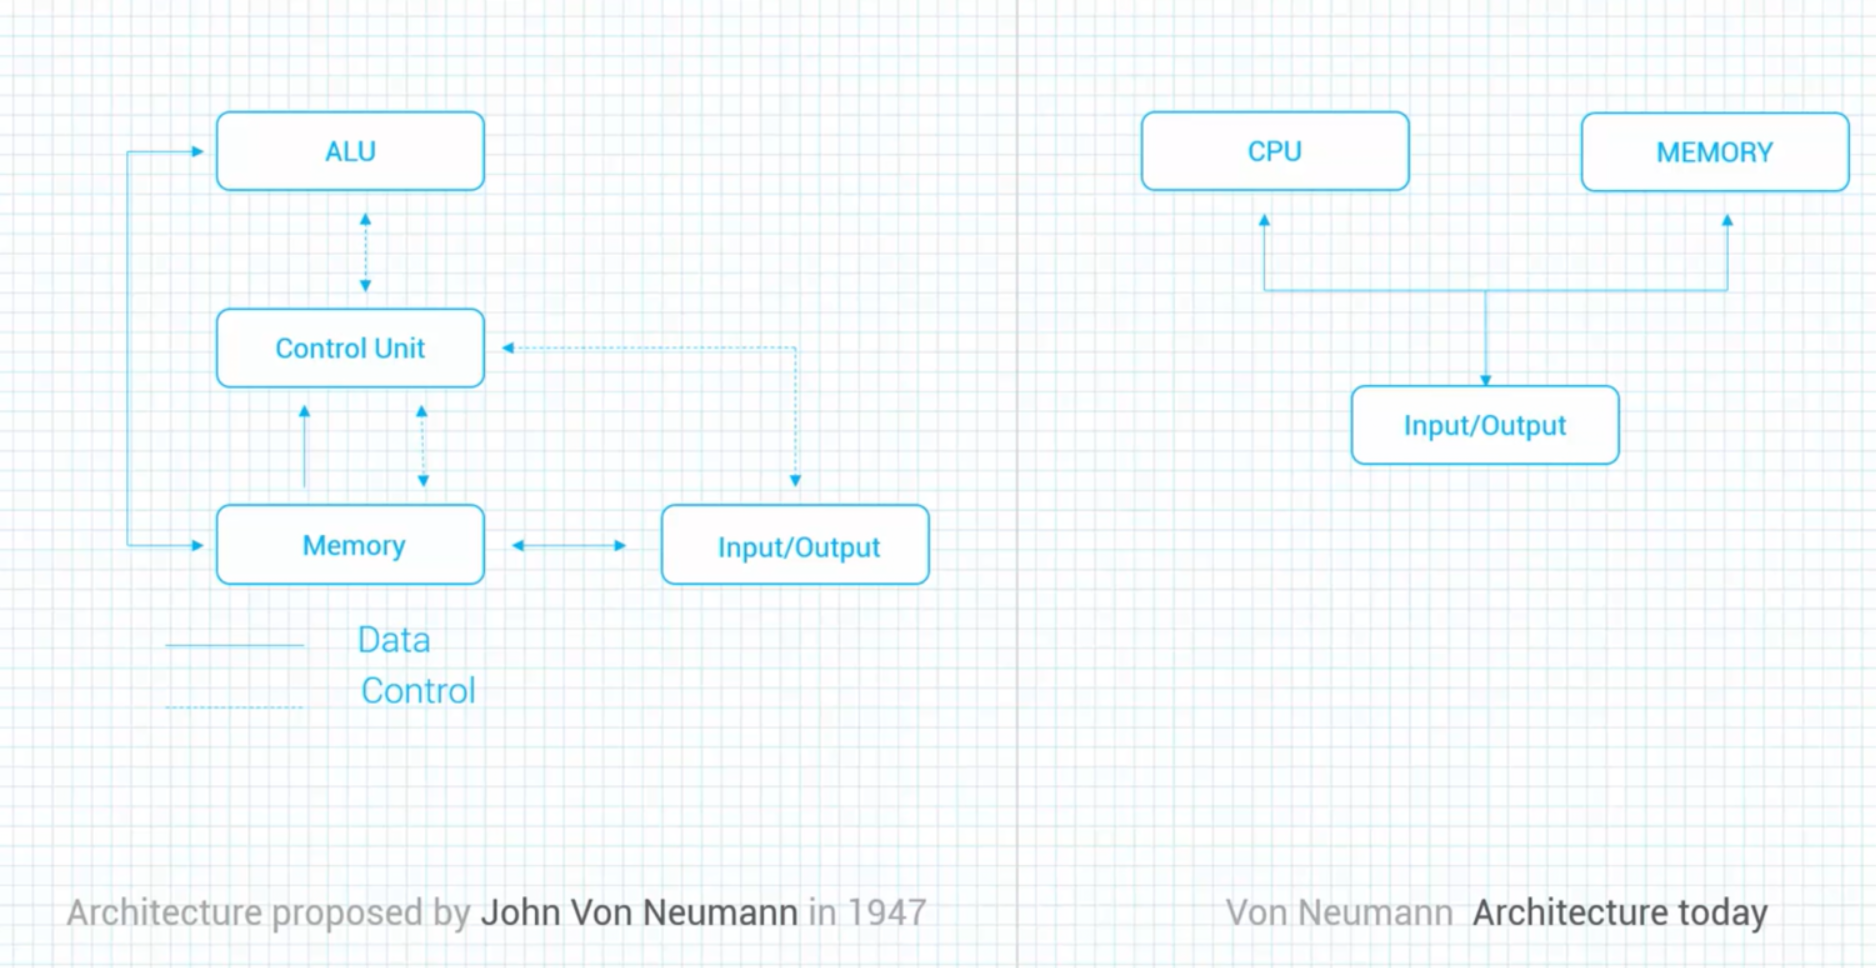 ALU
Control Unit
Memory
Input/Output
Data
Control
Architecture proposed by John Von Neumann in 1947
CPU
MEMORY
Input/Output
Von Neumann Architecture today